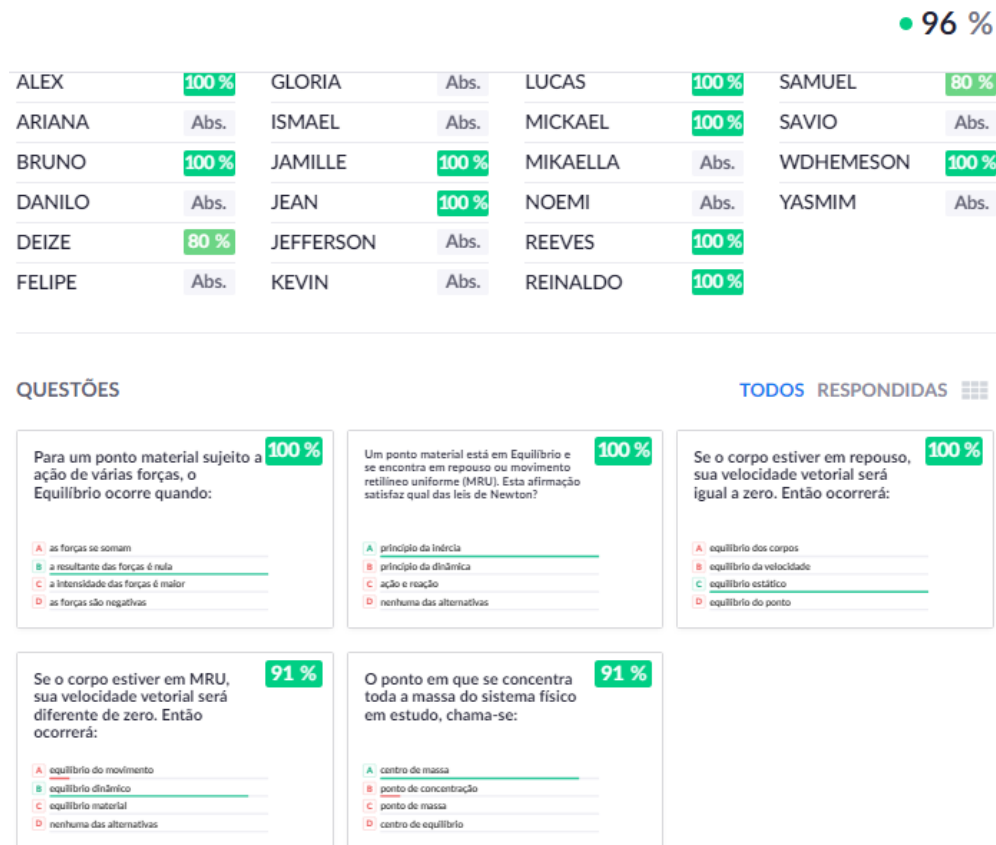 96 %
ALEX 100 % GLORIA Abs. LUCAS 100 % SAMUEL 80 %
ARIANA Abs. ISMAEL Abs. MICKAEL 100 % SAVIO Abs.
BRUNO 100 % JAMILLE 100 % MIKAELLA Abs. WDHEMESON 100 %
DANILO Abs. JEAN 100 % NOEMI Abs. YASMIM Abs.
DEIZE 80 % JEFFERSON Abs. REEVES 100 %
FELIPE Abs. KEVIN Abs. REINALDO 100 %
QUESTÕES TODOS RESPONDIDAS
Para um ponto material sujeito a 100 %
ação de várias forças, o
Equilíbrio ocorre quando:
A as forças se somam
B a resultante das forças é nula
C a intensidade das forças é maior
D as forças são negativas
Um ponto material está em Equilíbrio e 100 %
se encontra em repouso ou movimento
retilíneo uniforme (MRU). Esta afirmação
satisfaz qual das leis de Newton?
A princípio da inércia
B princípio da dinâmica
C ação e reação
D nenhuma das alternativas
Se o corpo estiver em repouso, 100 %
sua velocidade vetorial será
igual a zero. Então ocorrerá:
A equilíbrio dos corpos
B equilíbrio da velocidade
C equilíbrio estático
D equilíbrio do ponto
Se o corpo estiver em MRU, 91 %
sua velocidade vetorial será
diferente de zero. Então
ocorrerá:
A equilíbrio do movimento
B equilíbrio dinâmico
C equilíbrio material
D nenhuma das alternativas
O ponto em que se concentra 91 %
toda a massa do sistema físico
em estudo, chama-se:
A centro de massa
B ponto de concentração
C ponto de massa
D centro de equilíbrio